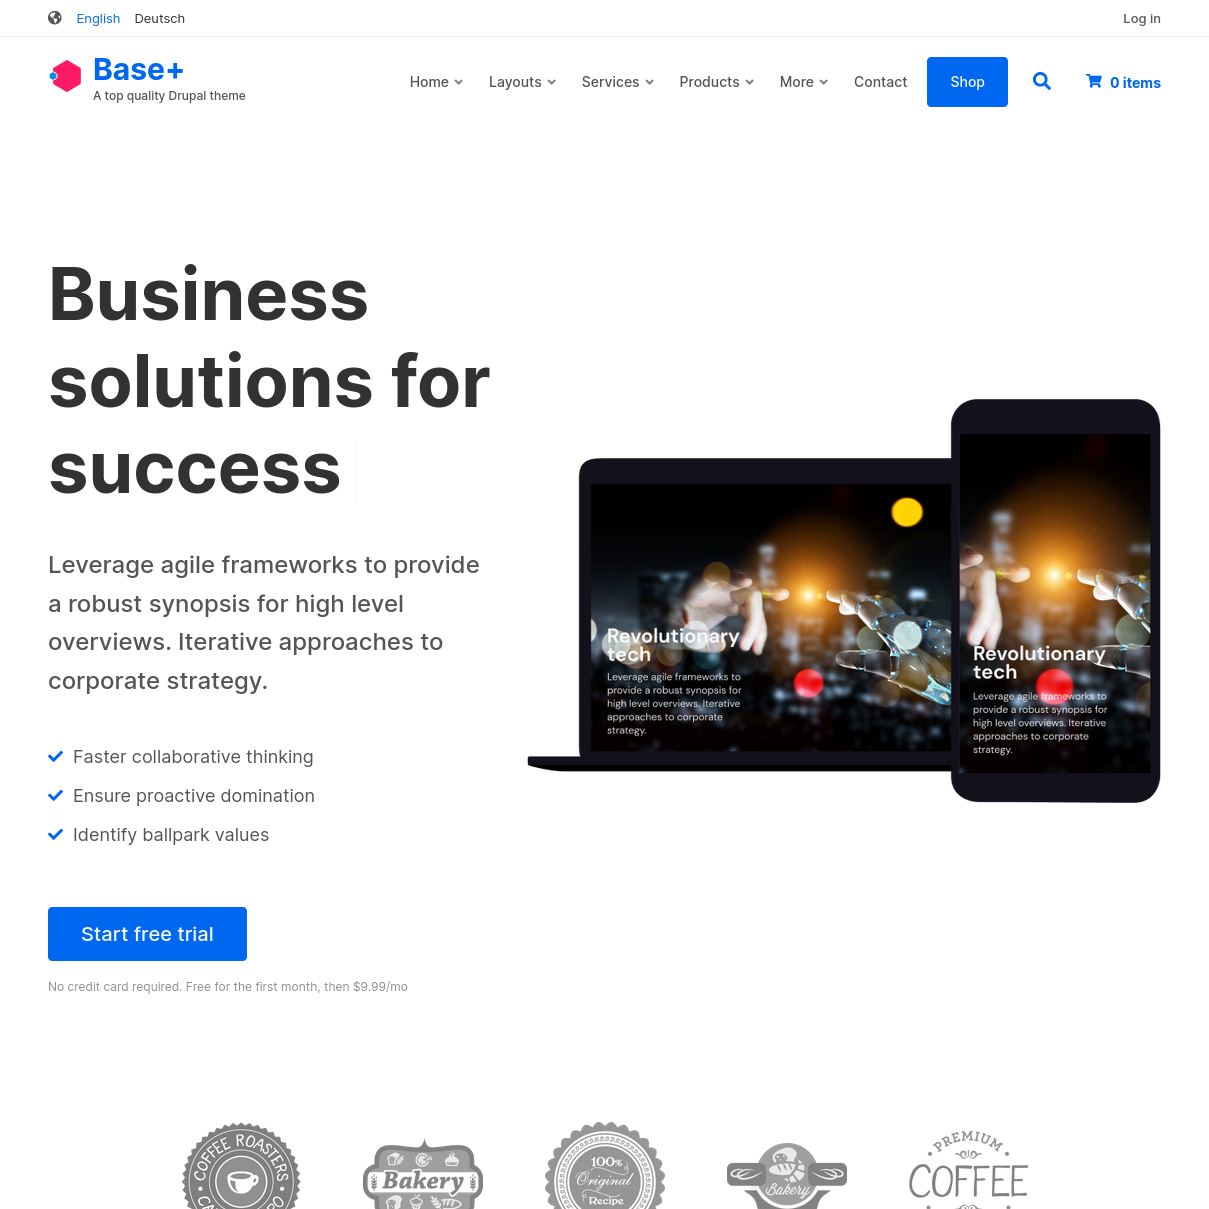 English Deutsch Log in
Base+
A top quality Drupal theme
Home Layouts Services Products More Contact Shop 0 items
Business
solutions for
success
Leverage agile frameworks to provide
a robust synopsis for high level
overviews. Iterative approaches to
corporate strategy.
Faster collaborative thinking
Ensure proactive domination
Identify ballpark values
Start free trial
No credit card required. Free for the first month, then $9.99/mo
Revolutionary
tech
Leverage agile frameworks to
provide a robust synopsis for
high level overviews. Iterative
approaches to corporate
strategy.
Revolutionary
tech
Leverage agile frameworks to
provide a robust synopsis for
high level overviews. Iterative
approaches to corporate
strategy.
COFFEE ROASTERS
Bakery
100%
Original
Recipe
Bakery
PREMIUM
COFFEE